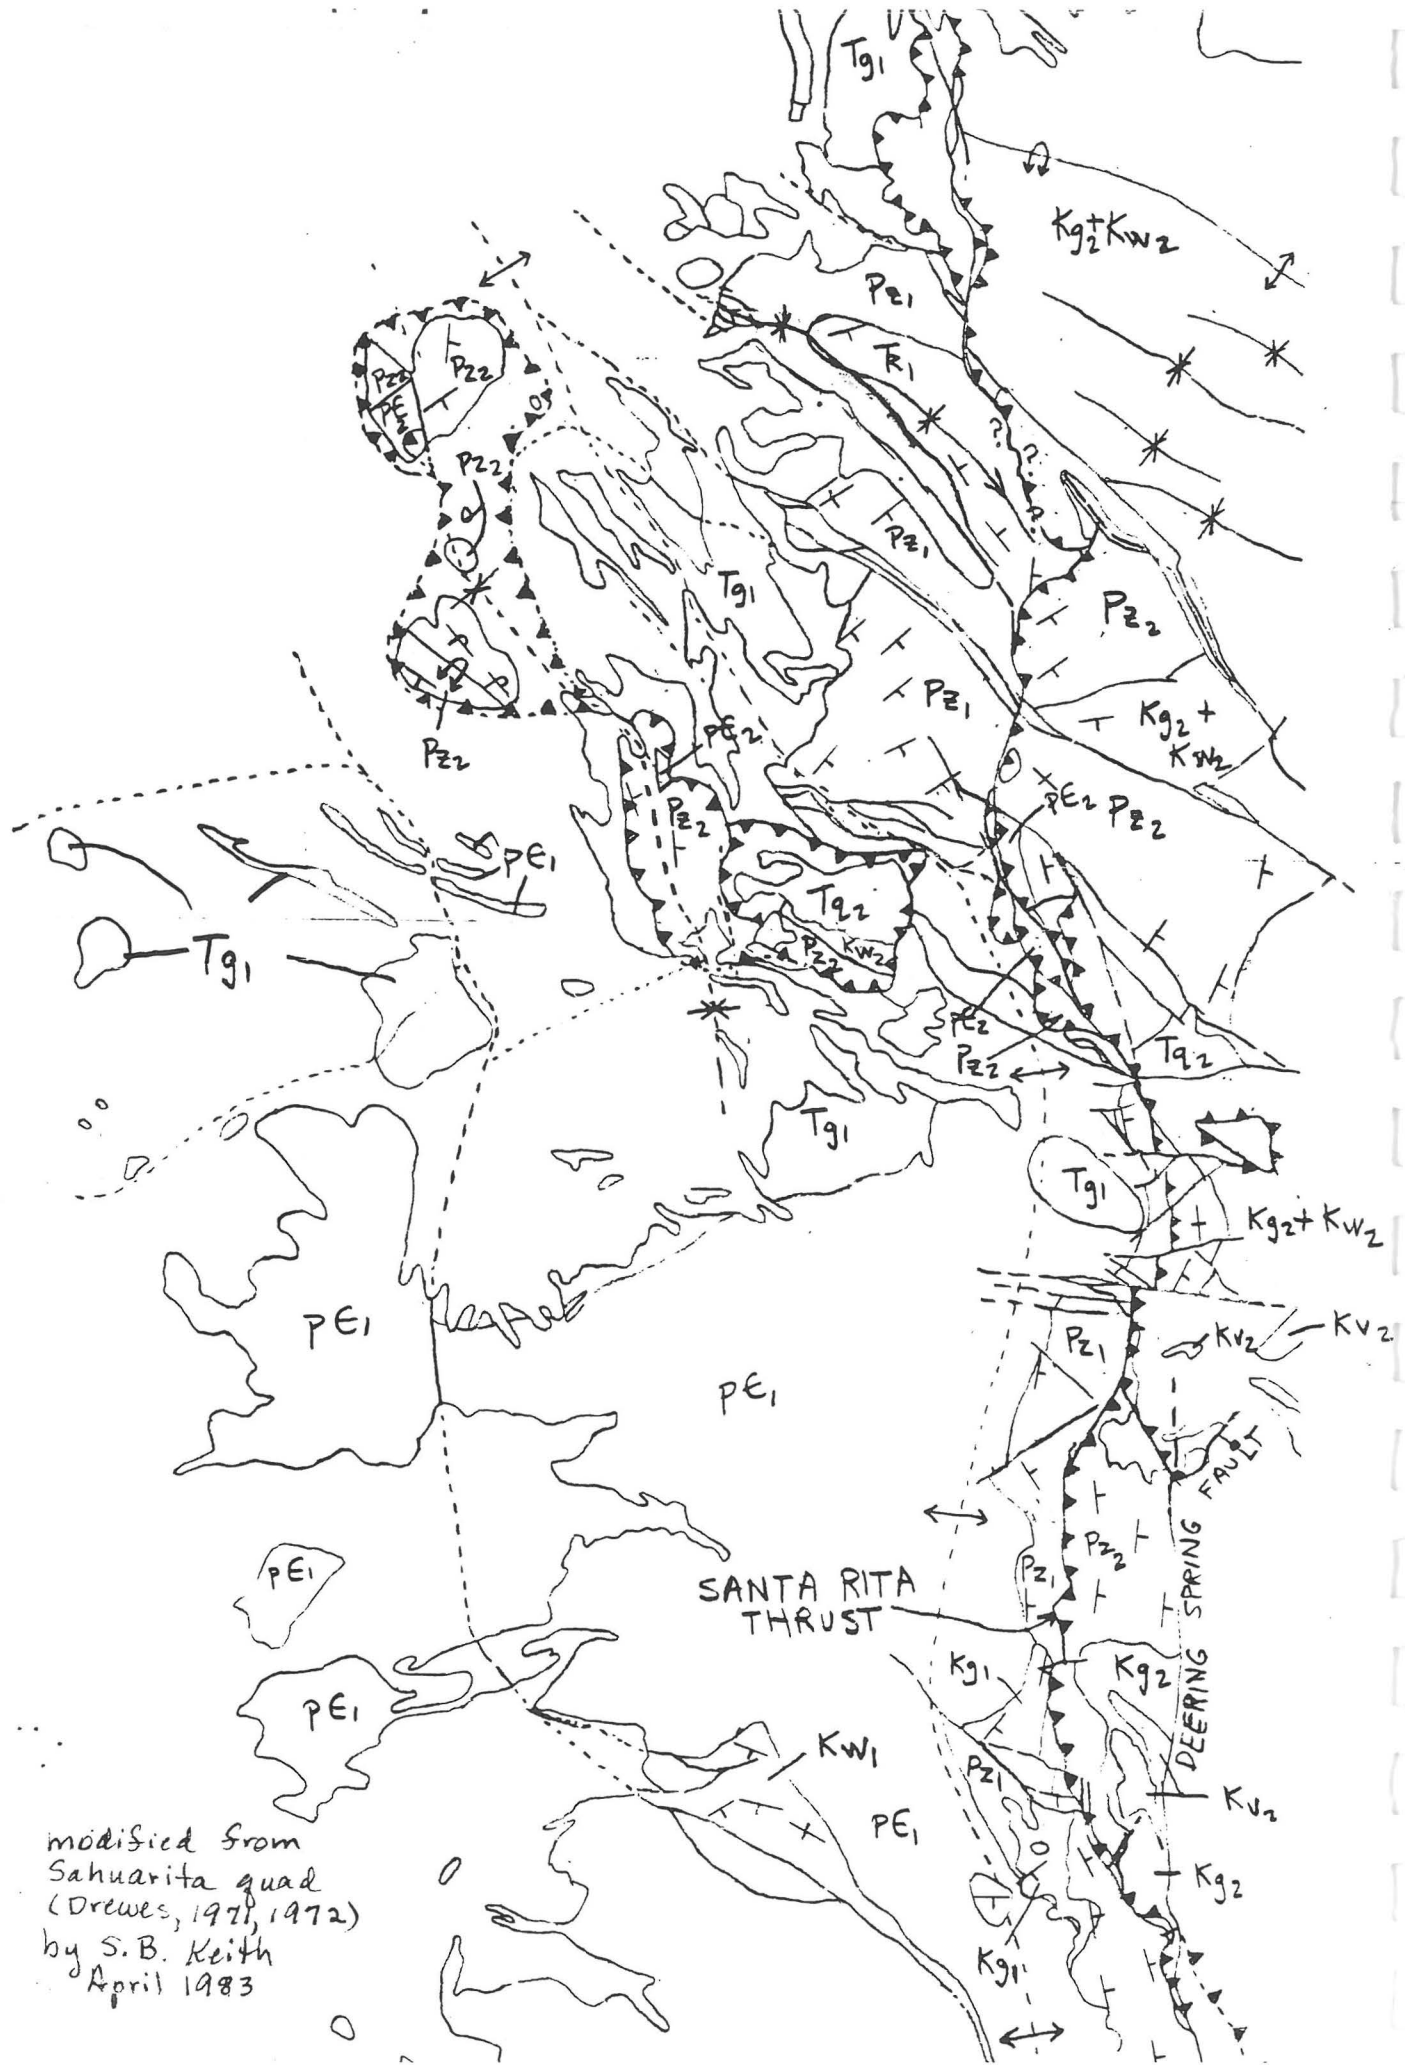 Tg1
Kg2+Kw2
Pz1
Pz2
Pz2
pЄ2
Tk1
Pz2
?
?
?
Pz1
Tg1
Pz2
Pz1
pЄ2
Kg2 +
Kw2
Pz2
pЄ2
Pz2
Pz2
pЄ1
Tq2
Pz2
Kw2
Tg1
pЄ2
Pz2
Tq2
Tg1
Tg1
Kg2+ Kw2
pЄ1
pЄ1
Pz1
Kv2
Kv2
FAULT
pЄ1
Pz1
Pz2
SANTA RITA
THRUST
DEERING SPRING
Kg1
Kg2
pЄ1
Kw1
Pz1
pЄ1
Kv2
Kg2
Kg1
modified from
Sahuarita quad
(Drewes, 1971, 1972)
by S.B. Keith
April 1983